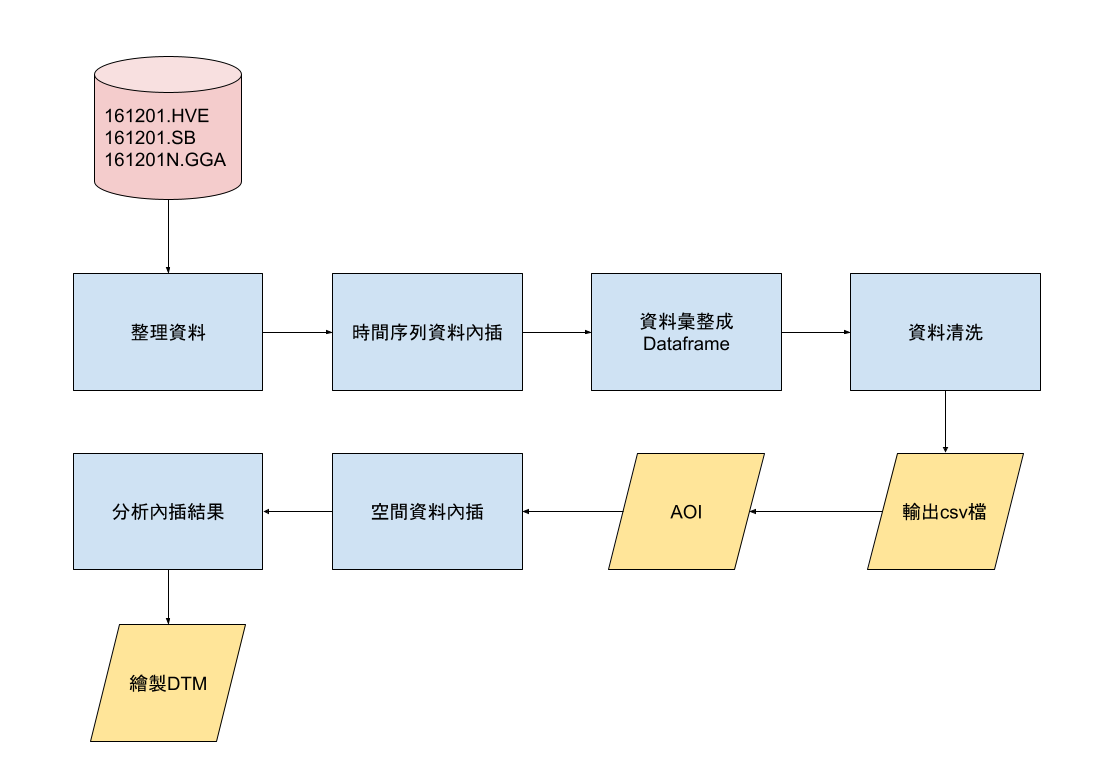 161201.HVE
161201.SB
161201N.GGA
整理資料
時間序列資料內插
資料彙整成
Dataframe
資料清洗
輸出csv檔
AOI
空間資料內插
分析內插結果
繪製DTM